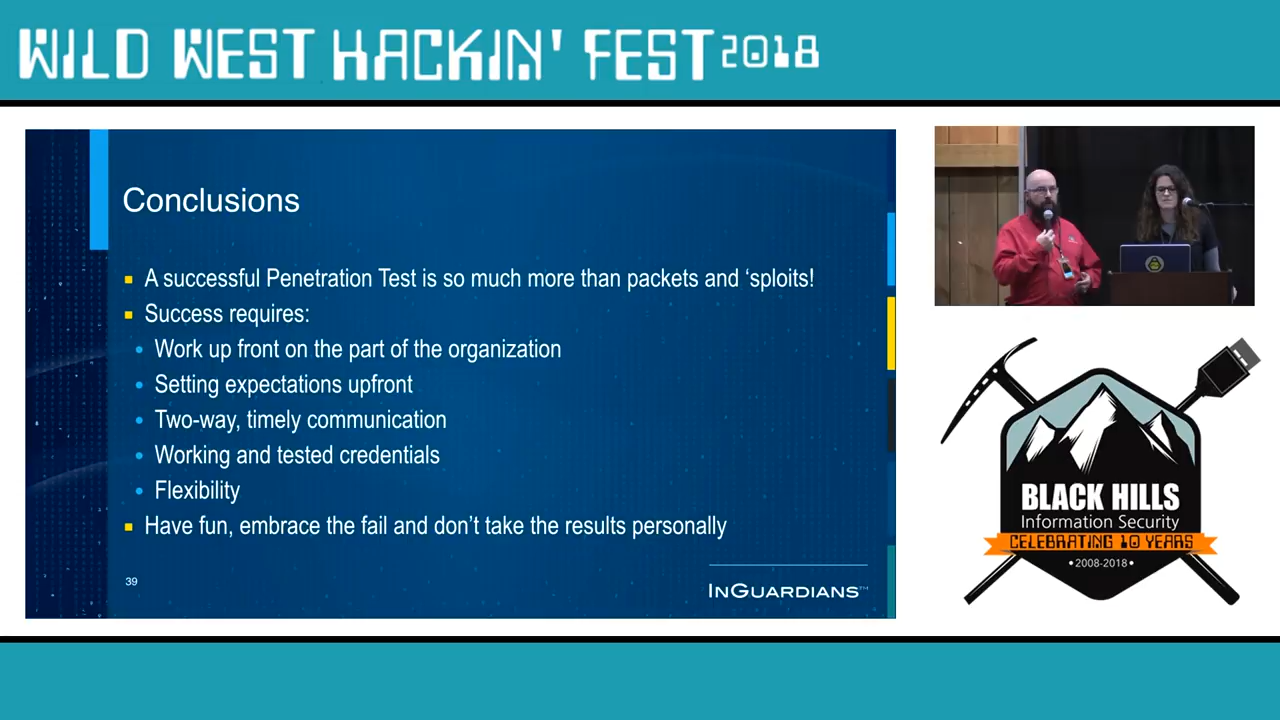 WILD WEST HACKIN' FEST 2018
Conclusions
A successful Penetration Test is so much more than packets and ‘sploits!
Success requires:
Work up front on the part of the organization
Setting expectations upfront
Two-way, timely communication
Working and tested credentials
Flexibility
Have fun, embrace the fail and don’t take the results personally
39
INGUARDIANS™
BLACK HILLS
Information Security
CELEBRATING 10 YEARS
•2008-2018•